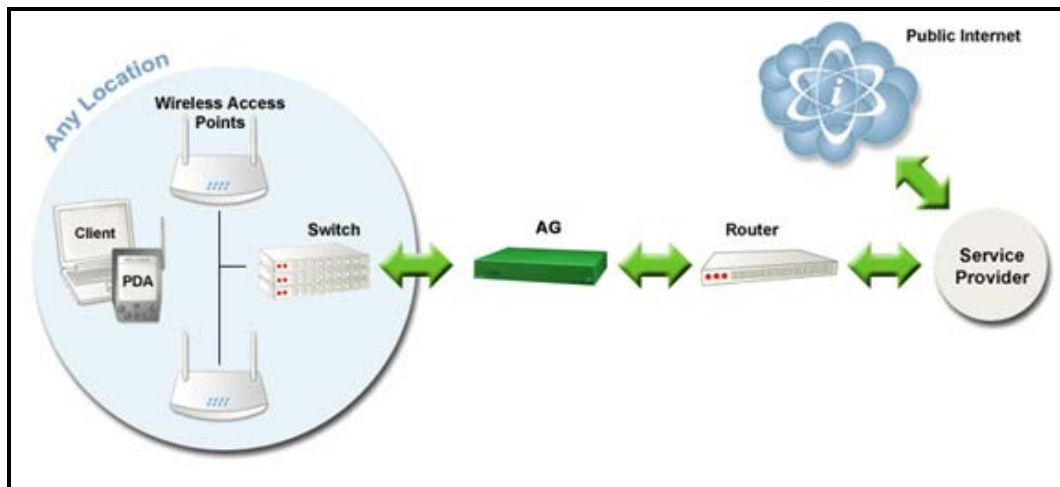 Public Internet
i
Any Location
Wireless Access
Points
Client
PDA
Switch
AG
Router
Service
Provider